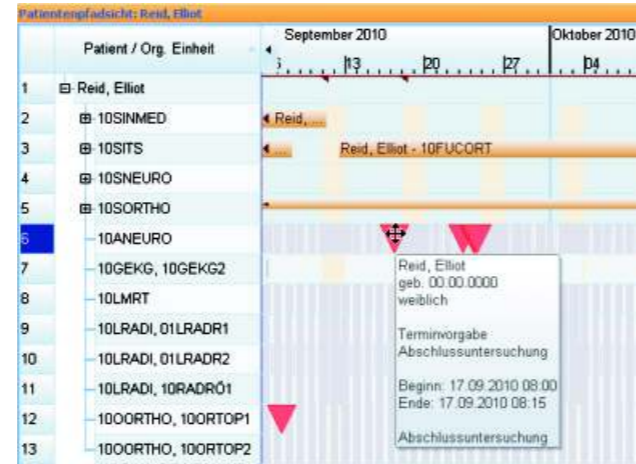 Patientenpfadsicht: Reid, Elliot
Patient / Org. Einheit
September 2010
Oktober 2010
13
20
27
04
1 Reid, Elliot
2 10SINMED Reid, ...
3 10SITS ... Reid, Elliot - 10FUCORT
4 10SNEURO
5 10SORTHO
6 10ANEURO
7 10GEKG, 10GEKG2
8 10LMRT
9 10LRADI, 01LRADR1
10 10LRADI, 01LRADR2
11 10LRADI, 10RADRÖ1
12 10OORTHO, 10ORTOP1
13 10OORTHO, 10ORTOP2
Reid, Elliot
geb. 00.00.0000
weiblich
Terminvorgabe
Abschlussuntersuchung
Beginn: 17.09.2010 08:00
Ende: 17.09.2010 08:15
Abschlussuntersuchung